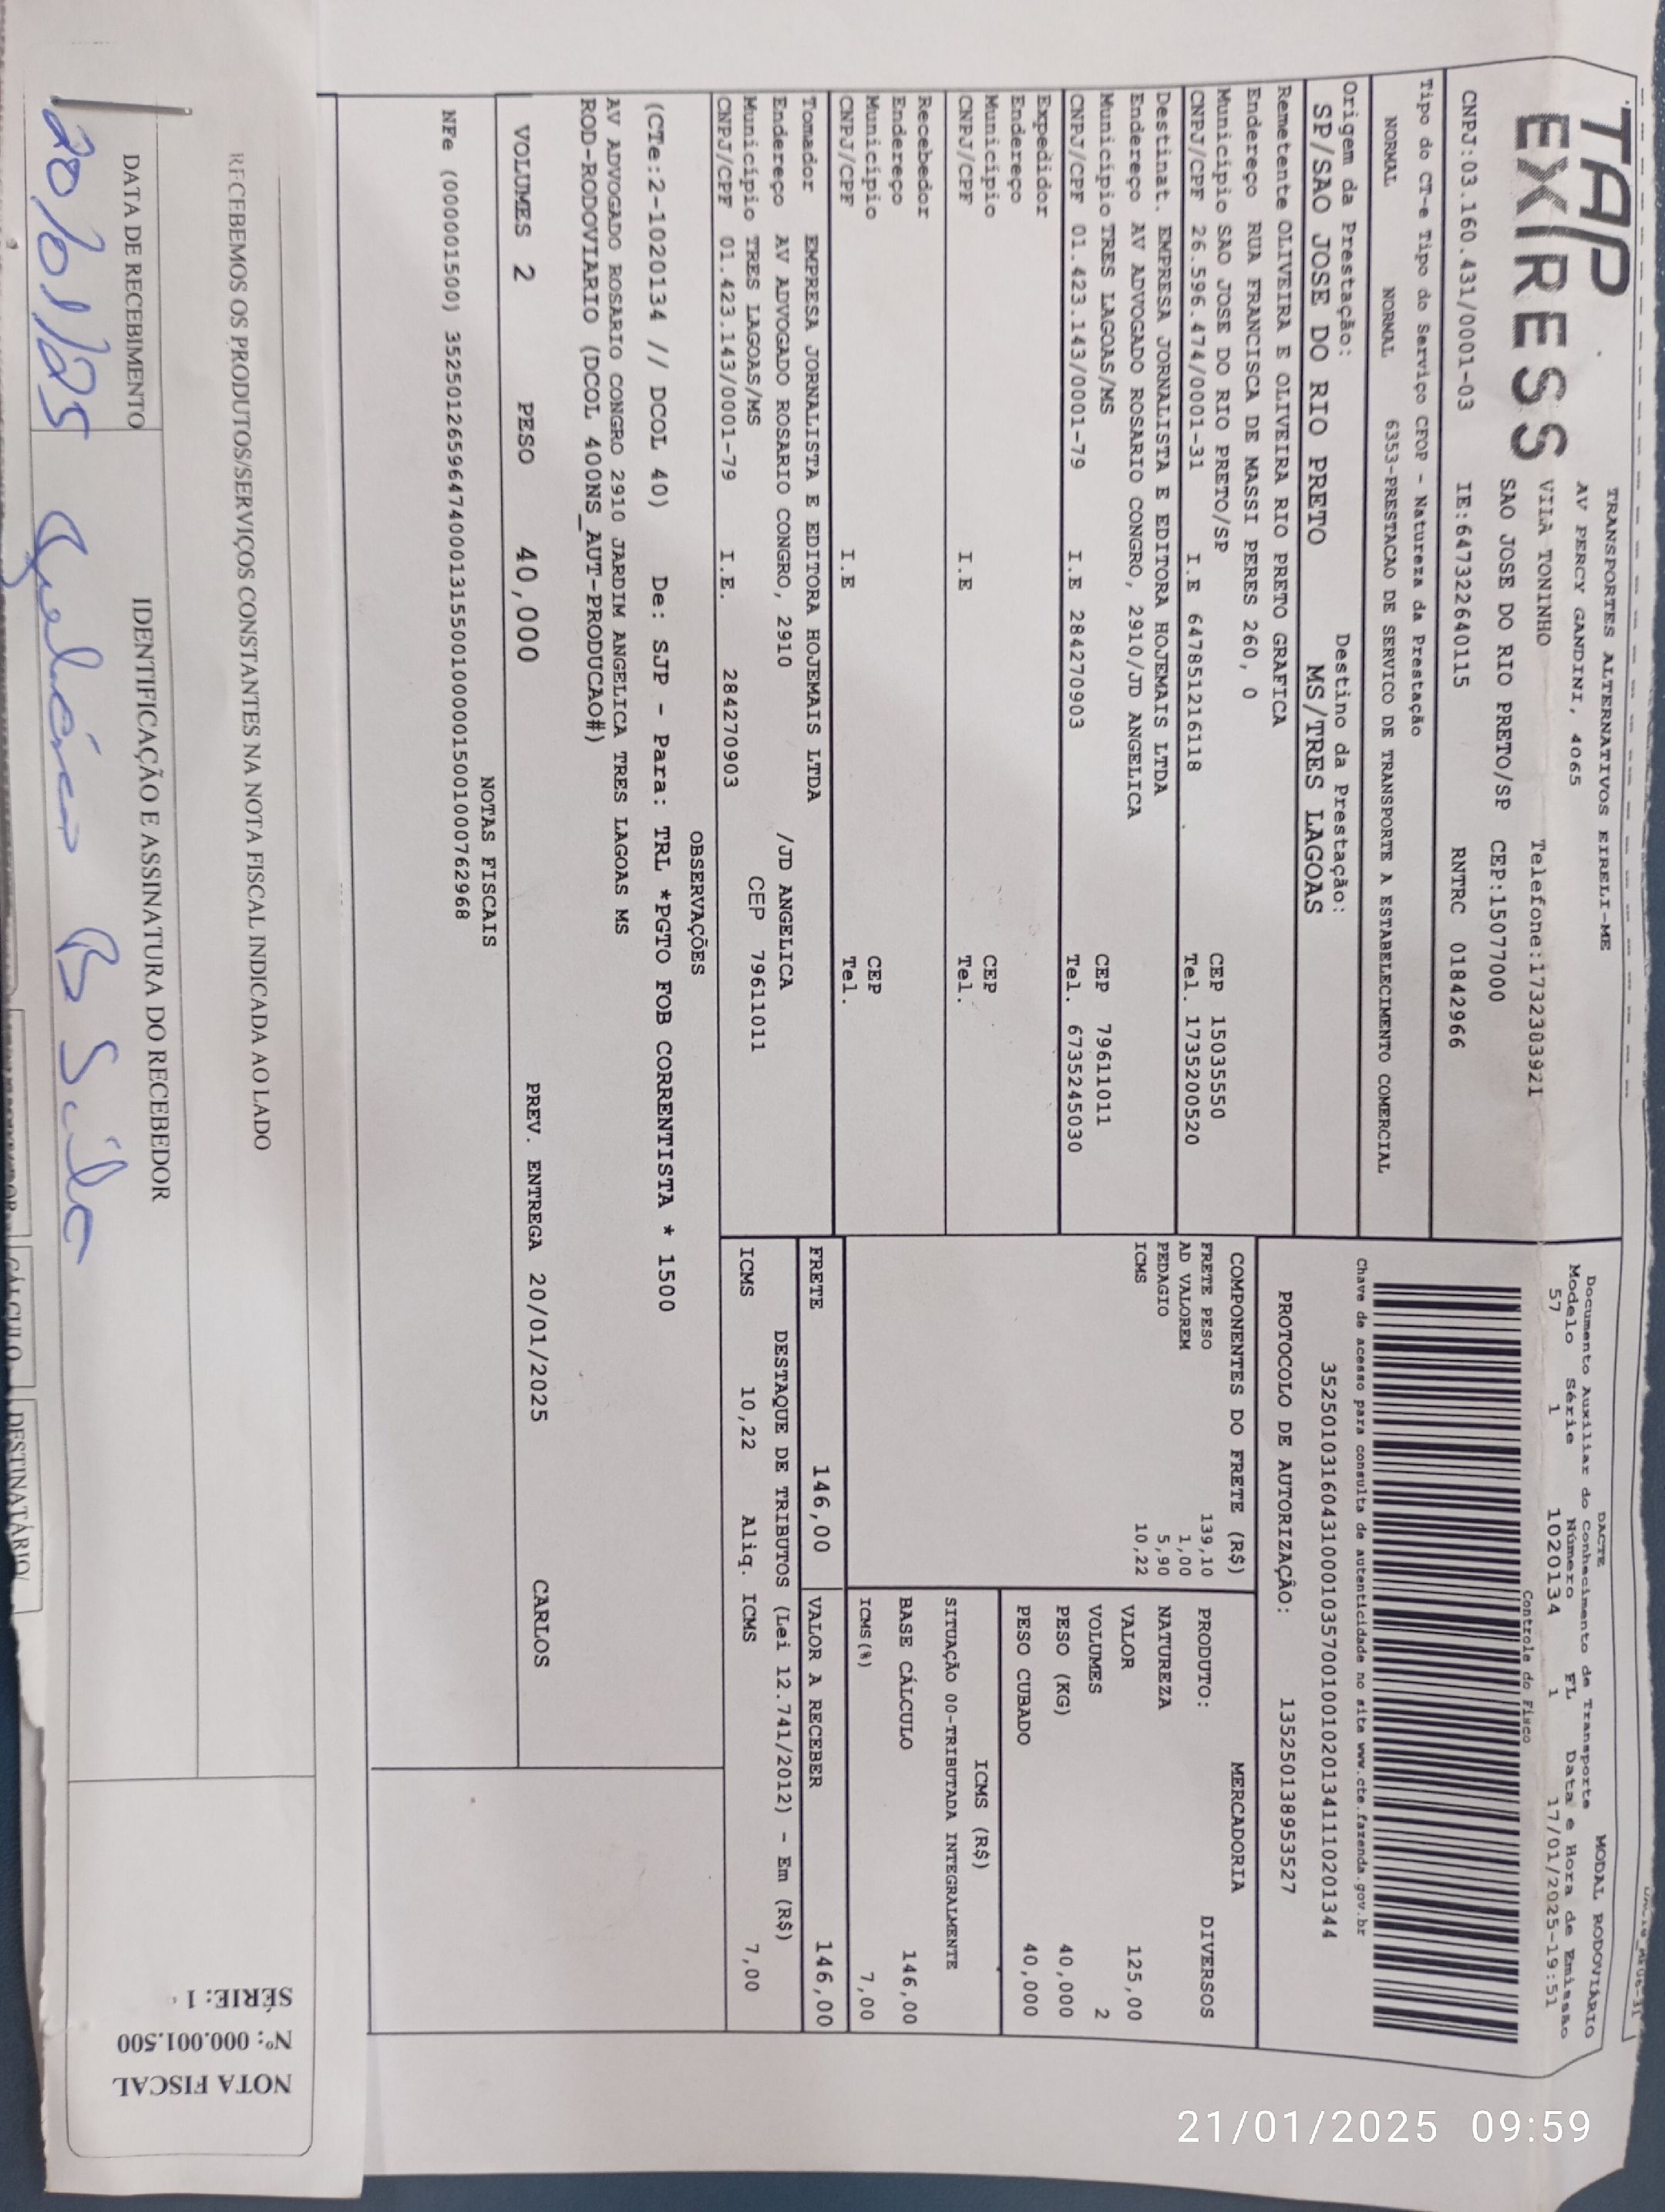 TAP
EXPRESS
TRANSPORTES ALTERNATIVOS EIRELI-ME
AV PERCY GANDINI, 4065
VILA TONINHO Telefone:1732303921
SAO JOSE DO RIO PRETO/SP CEP:15077000
CNPJ:03.160.431/0001-03 IE:647322640115 RNTRC 01842966
DACTE MODAL RODOVIÁRIO
Documento Auxiliar do Conhecimento de Transporte
Modelo Série Número FL Data e Hora de Emissão
57 1 1020134 1 17/01/2025-19:51
Controle do Fisco
Chave de acesso para consulta de autenticidade no site www.cte.fazenda.gov.br
35250103160431000103570010010201341110201344
PROTOCOLO DE AUTORIZAÇÃO: 135250138953527
Tipo do CT-e Tipo do Serviço CFOP - Natureza da Prestação
NORMAL NORMAL 6353-PRESTACAO DE SERVICO DE TRANSPORTE A ESTABELECIMENTO COMERCIAL
Origem da Prestação: Destino da Prestação:
SP/SAO JOSE DO RIO PRETO MS/TRES LAGOAS
Remetente OLIVEIRA E OLIVEIRA RIO PRETO GRAFICA
Endereço RUA FRANCISCA DE MASSI PERES 260, 0
Município SAO JOSE DO RIO PRETO/SP CEP 15035550
CNPJ/CPF 26.596.474/0001-31 I.E 647851216118 Tel. 1735200520
Destinat. EMPRESA JORNALISTA E EDITORA HOJEMAIS LTDA
Endereço AV ADVOGADO ROSARIO CONGRO, 2910/JD ANGELICA
Município TRES LAGOAS/MS CEP 79611011
CNPJ/CPF 01.423.143/0001-79 I.E 284270903 Tel. 6735245030
Expedidor
Endereço
Município CEP
CNPJ/CPF I.E Tel.
Recebedor
Endereço
Município CEP
CNPJ/CPF I.E Tel.
Tomador EMPRESA JORNALISTA E EDITORA HOJEMAIS LTDA
Endereço AV ADVOGADO ROSARIO CONGRO, 2910 /JD ANGELICA
Município TRES LAGOAS/MS CEP 79611011
CNPJ/CPF 01.423.143/0001-79 I.E. 284270903
COMPONENTES DO FRETE (R$)
FRETE PESO 139,10
AD VALOREM 1,00
PEDAGIO 5,90
ICMS 10,22
MERCADORIA
PRODUTO: DIVERSOS
NATUREZA
VALOR 125,00
VOLUMES 2
PESO (KG) 40,000
PESO CUBADO 40,000
ICMS (R$)
SITUAÇÃO 00-TRIBUTADA INTEGRALMENTE
BASE CÁLCULO 146,00
ICMS(%) 7,00
FRETE 146,00 VALOR A RECEBER 146,00
DESTAQUE DE TRIBUTOS (Lei 12.741/2012) - Em (R$)
ICMS 10,22 Aliq. ICMS 7,00
OBSERVAÇÕES
(CTe:2-1020134 // DCOL 40) De: SJP - Para: TRL *PGTO FOB CORRENTISTA * 1500
AV ADVOGADO ROSARIO CONGRO 2910 JARDIM ANGELICA TRES LAGOAS MS
ROD-RODOVIARIO (DCOL 400NS_AUT-PRODUCAO#)
VOLUMES 2 PESO 40,000 PREV. ENTREGA 20/01/2025 CARLOS
NOTAS FISCAIS
NFe (000001500) 35250126596474000131550010000015001000762968
RECEBEMOS OS PRODUTOS/SERVIÇOS CONSTANTES NA NOTA FISCAL INDICADA AO LADO
DATA DE RECEBIMENTO IDENTIFICAÇÃO E ASSINATURA DO RECEBEDOR
20/01/25
B Silva
NOTA FISCAL
Nº: 000.001.500
SÉRIE: 1
CÁLCULO DESTINATÁRIO/
21/01/2025 09:59